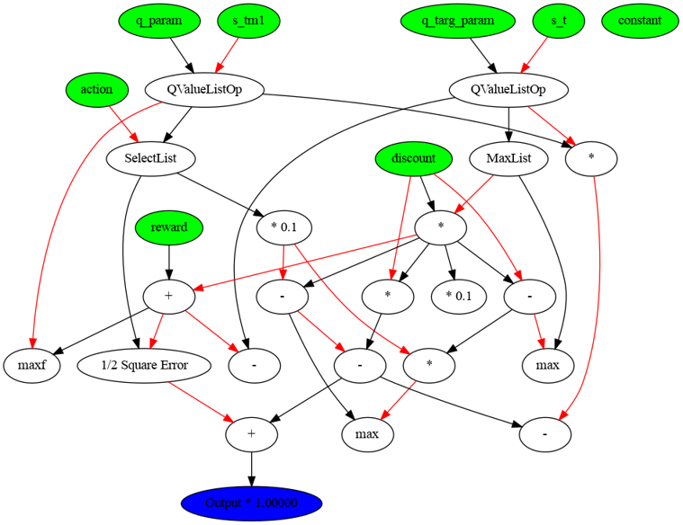 q_param
s_tm1
q_targ_param
s_t
constant
action
QValueListOp
QValueListOp
SelectList
discount
MaxList
*
reward
* 0.1
*
+
-
*
* 0.1
-
maxf
1/2 Square Error
-
-
*
max
+
max
-
Output * 1.00000